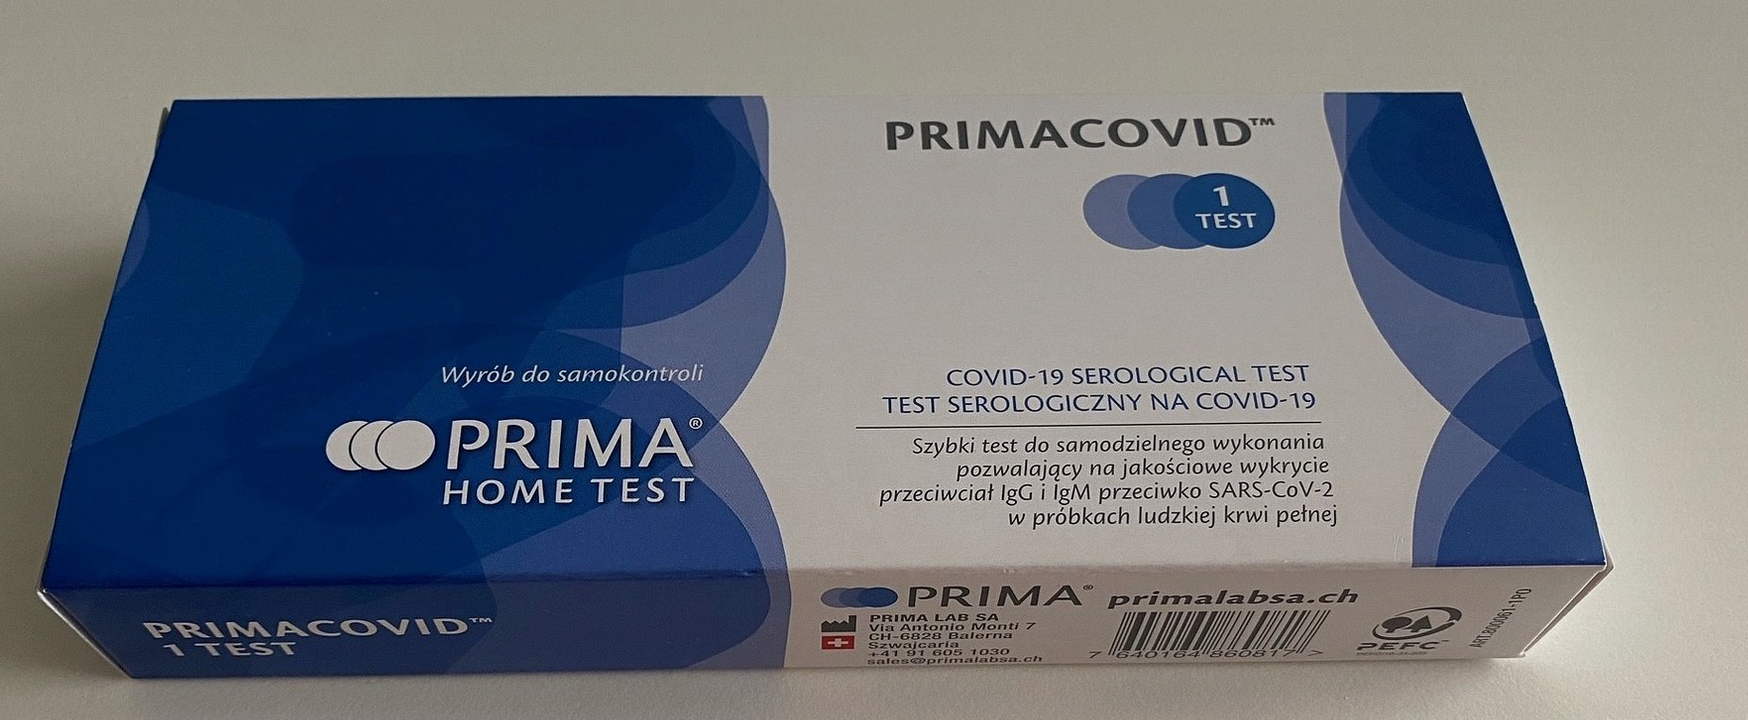 PRIMACOVID™
1
TEST
Wyrób do samokontroli
PRIMA®
HOME TEST
COVID-19 SEROLOGICAL TEST
TEST SEROLOGICZNY NA COVID-19
Szybki test do samodzielnego wykonania
pozwalający na jakościowe wykrycie
przeciwciał IgG i IgM przeciwko SARS-CoV-2
w próbkach ludzkiej krwi pełnej
PRIMACOVID™
1 TEST
PRIMA® primalabsa.ch
PRIMA LAB SA
Via Antonio Monti 7
CH-6828 Balerna
Szwajcaria
+41 91 605 1030
sales@primalabsa.ch
7 640164 860817 >
PEFC